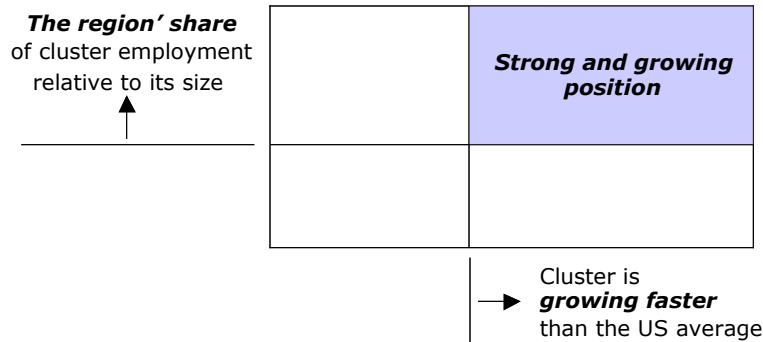 The region' share
of cluster employment
relative to its size
Strong and growing
position
Cluster is
growing faster
than the US average